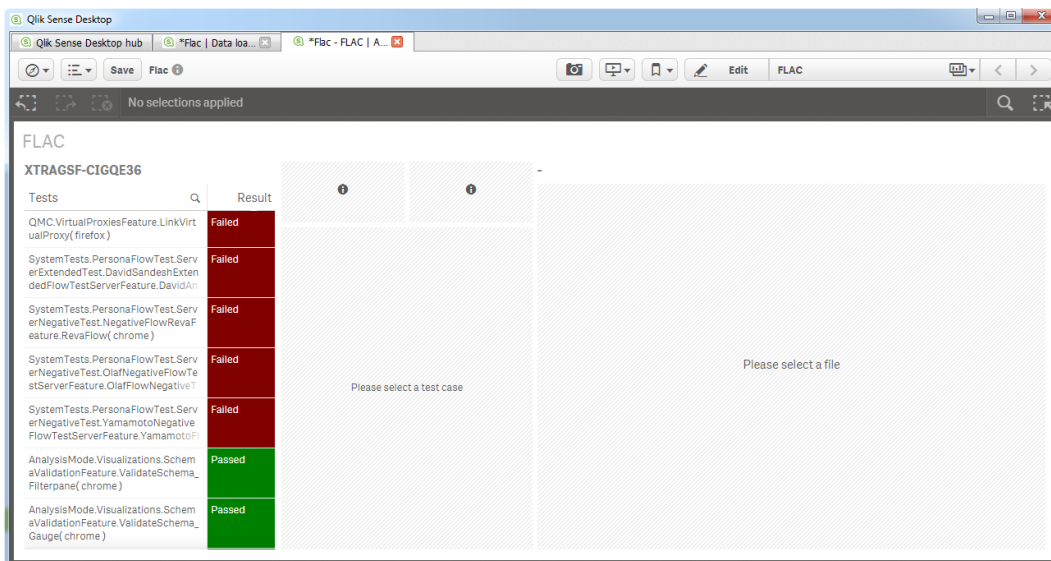 Qlik Sense Desktop
Qlik Sense Desktop hub
*Flac | Data loa...
*Flac - FLAC | A...
Save
Flac
Edit
FLAC
No selections applied
FLAC
XTRAGSF-CIGQE36
-
Tests
Result
QMC.VirtualProxiesFeature.LinkVirt
ualProxy( firefox )
Failed
SystemTests.PersonaFlowTest.Serv
erExtendedTest.DavidSandeshExten
dedFlowTestServerFeature.DavidAn
Failed
SystemTests.PersonaFlowTest.Serv
erNegativeTest.NegativeFlowRevaF
eature.RevaFlow( chrome )
Failed
SystemTests.PersonaFlowTest.Serv
erNegativeTest.OlafNegativeFlowTe
stServerFeature.OlafFlowNegativeT
Failed
SystemTests.PersonaFlowTest.Serv
erNegativeTest.YamamotoNegative
FlowTestServerFeature.YamamotoFl
Failed
AnalysisMode.Visualizations.Schem
aValidationFeature.ValidateSchema_
Filterpane( chrome )
Passed
AnalysisMode.Visualizations.Schem
aValidationFeature.ValidateSchema_
Gauge( chrome )
Passed
Please select a test case
Please select a file